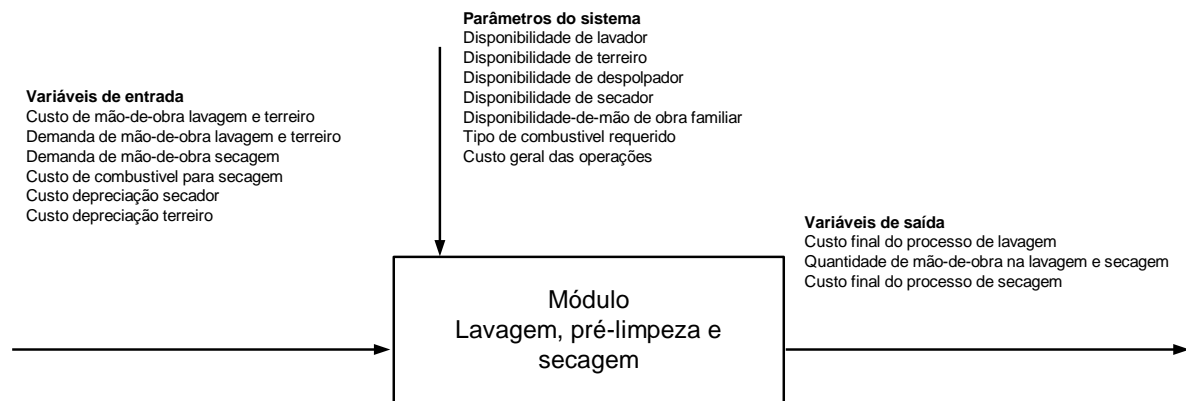 Parâmetros do sistema
Disponibilidade de lavador
Disponibilidade de terreiro
Disponibilidade de despolpador
Disponibilidade de secador
Disponibilidade-de-mão de obra familiar
Tipo de combustivel requerido
Custo geral das operações
Variáveis de entrada
Custo de mão-de-obra lavagem e terreiro
Demanda de mão-de-obra lavagem e terreiro
Demanda de mão-de-obra secagem
Custo de combustivel para secagem
Custo depreciação secador
Custo depreciação terreiro
Variáveis de saída
Custo final do processo de lavagem
Quantidade de mão-de-obra na lavagem e secagem
Custo final do processo de secagem
Módulo
Lavagem, pré-limpeza e
secagem